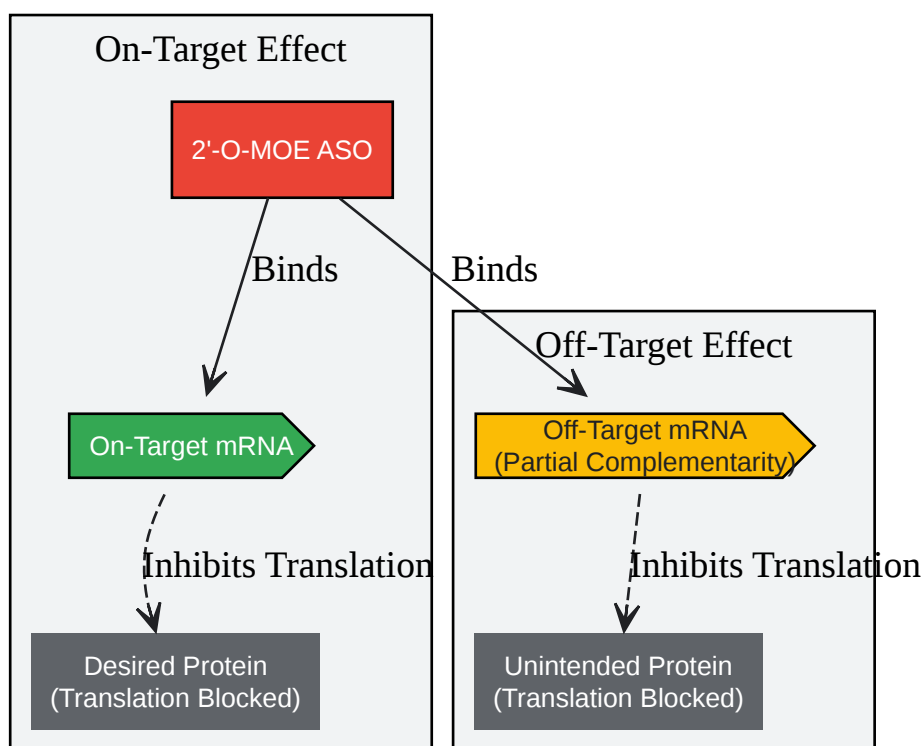 On-Target Effect
2'-O-MOE ASO
Binds
Binds
Off-Target Effect
On-Target mRNA
Off-Target mRNA
(Partial Complementarity)
Inhibits Translation
Inhibits Translation
Desired Protein
(Translation Blocked)
Unintended Protein
(Translation Blocked)